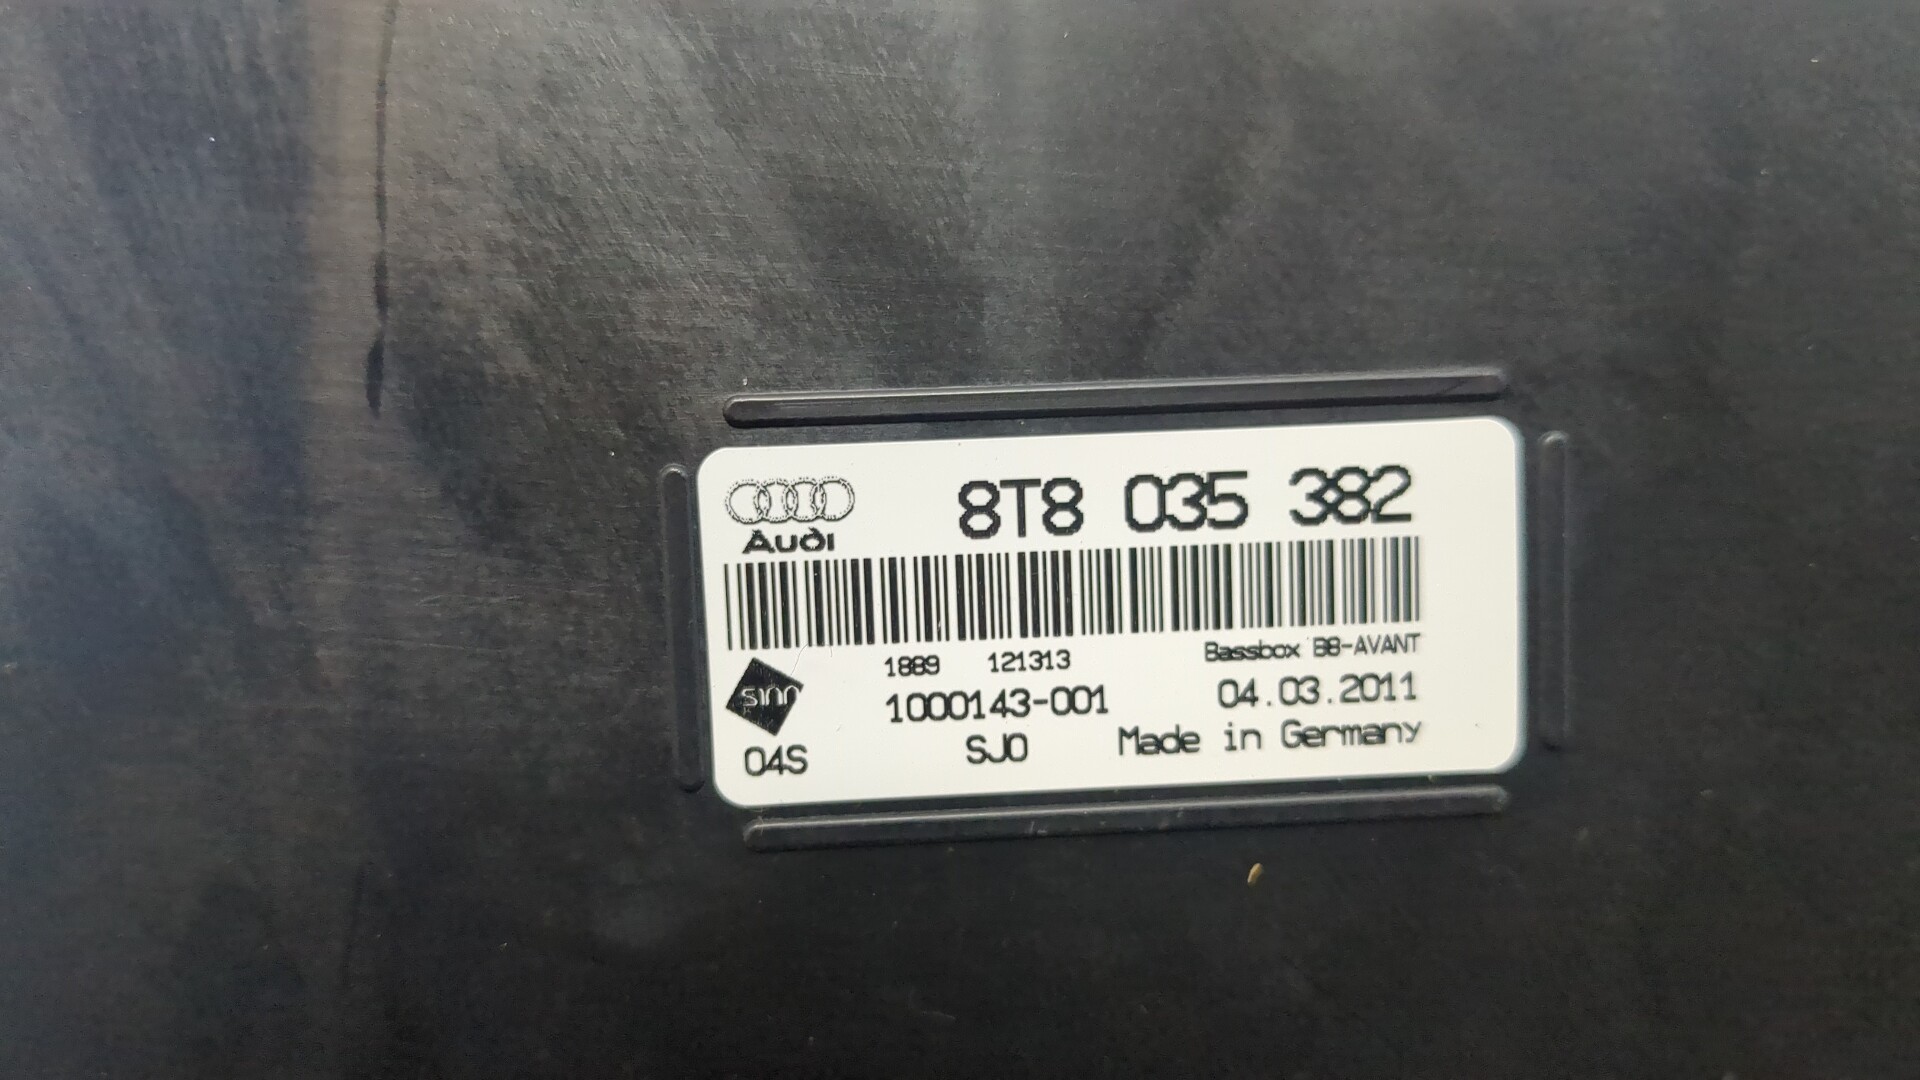 8T8 035 382
Audi
1889 121313 Bassbox B8-AVANT
sinn 1000143-001 04.03.2011
04S SJ0 Made in Germany